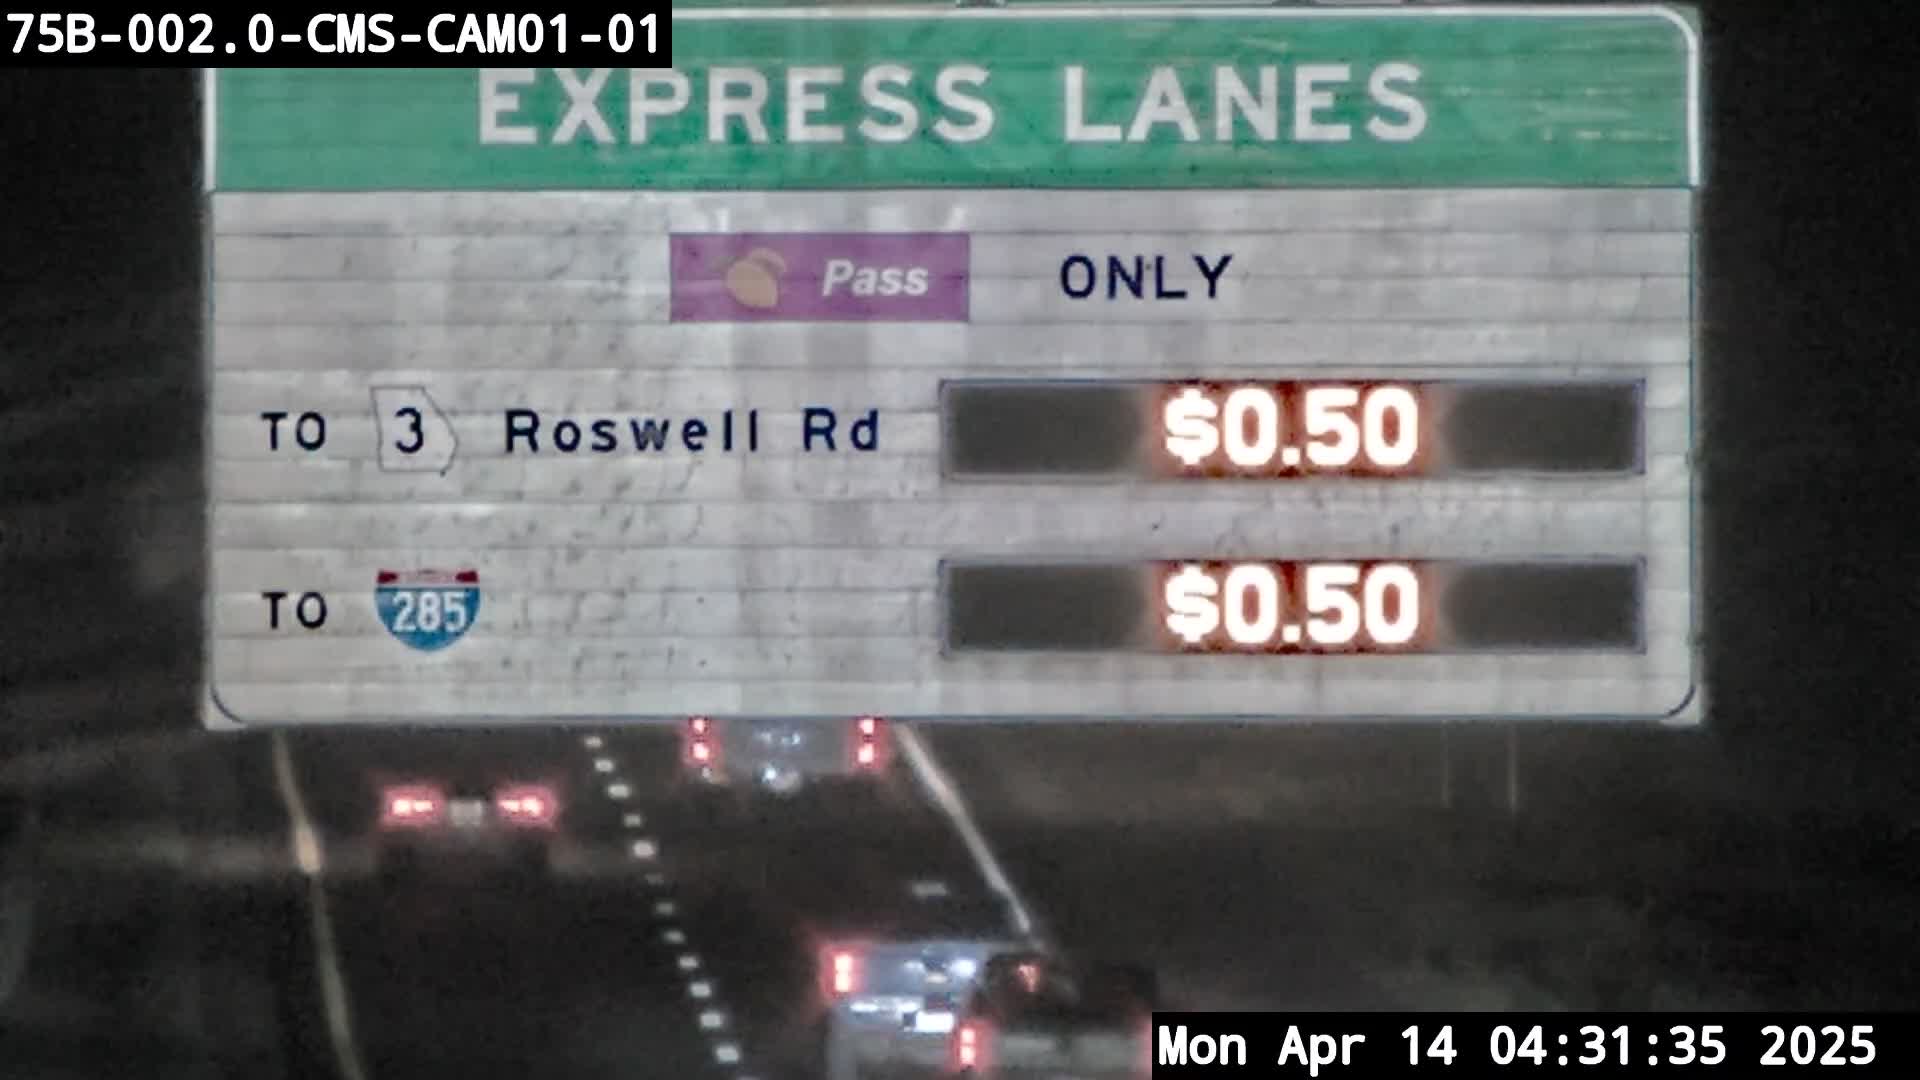 75B-002.0-CMS-CAM01-01
EXPRESS LANES
Pass ONLY
TO 3 Roswell Rd $0.50
TO 285 $0.50
Mon Apr 14 04:31:35 2025